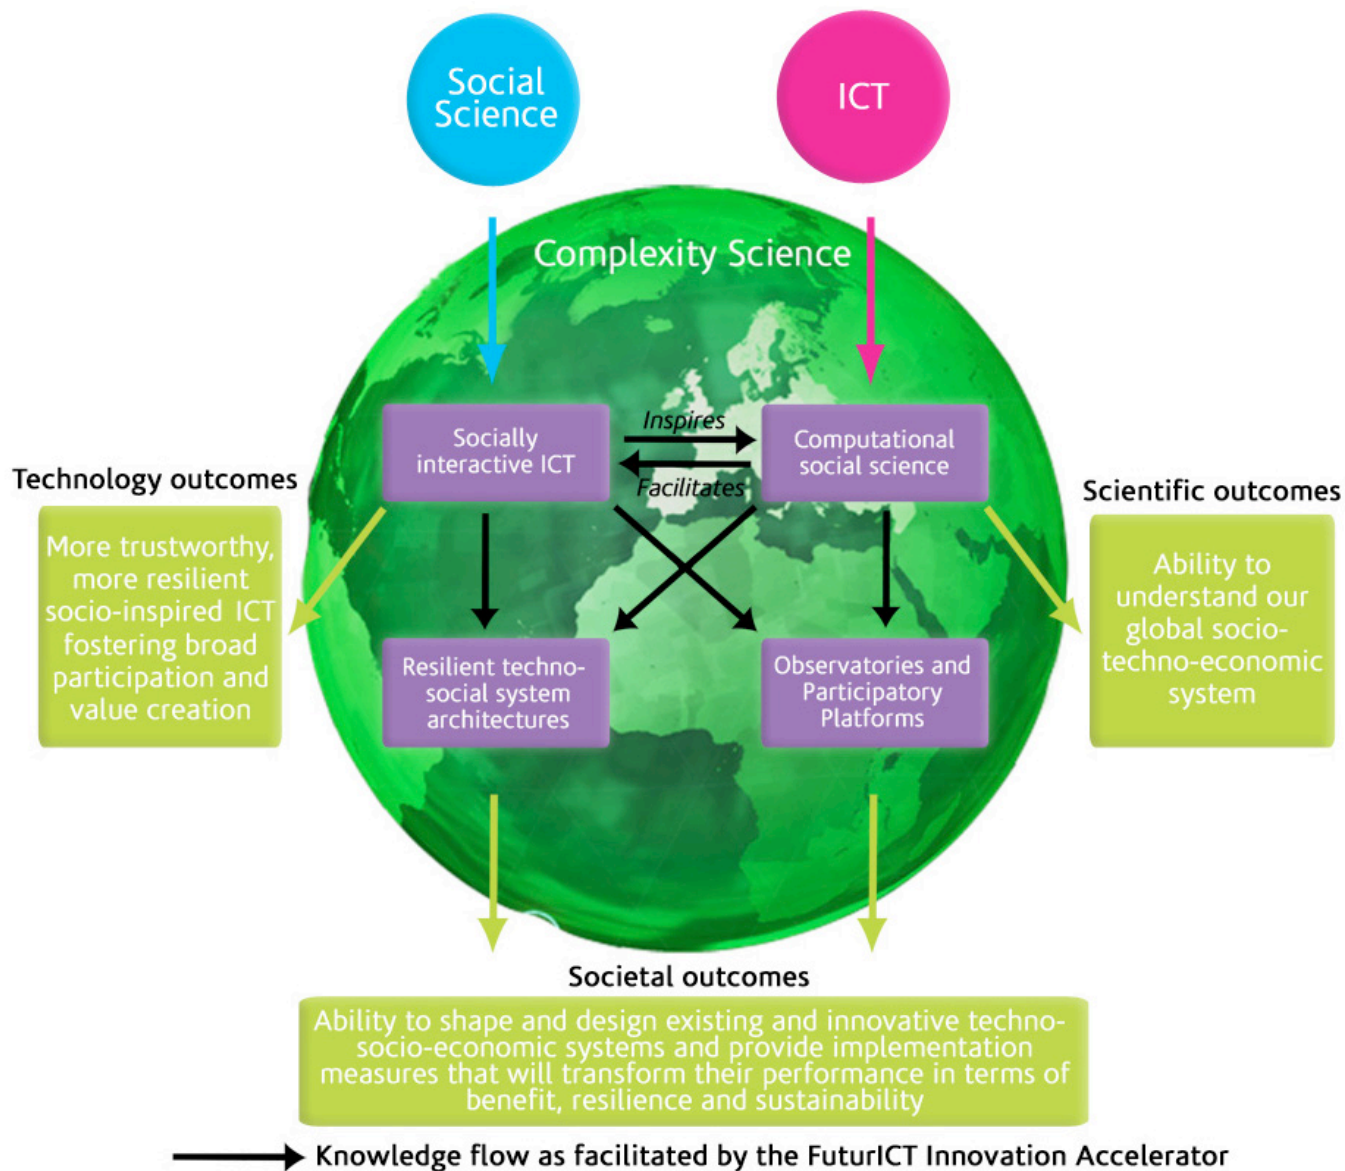 Social
Science
ICT
Complexity Science
Inspires
Socially
interactive ICT
Computational
social science
Facilitates
Technology outcomes
More trustworthy,
more resilient
socio-inspired ICT
fostering broad
participation and
value creation
Scientific outcomes
Ability to
understand our
global socio-
techno-economic
system
Resilient techno-
social system
architectures
Observatories and
Participatory
Platforms
Societal outcomes
Ability to shape and design existing and innovative techno-
socio-economic systems and provide implementation
measures that will transform their performance in terms of
benefit, resilience and sustainability
Knowledge flow as facilitated by the FuturICT Innovation Accelerator